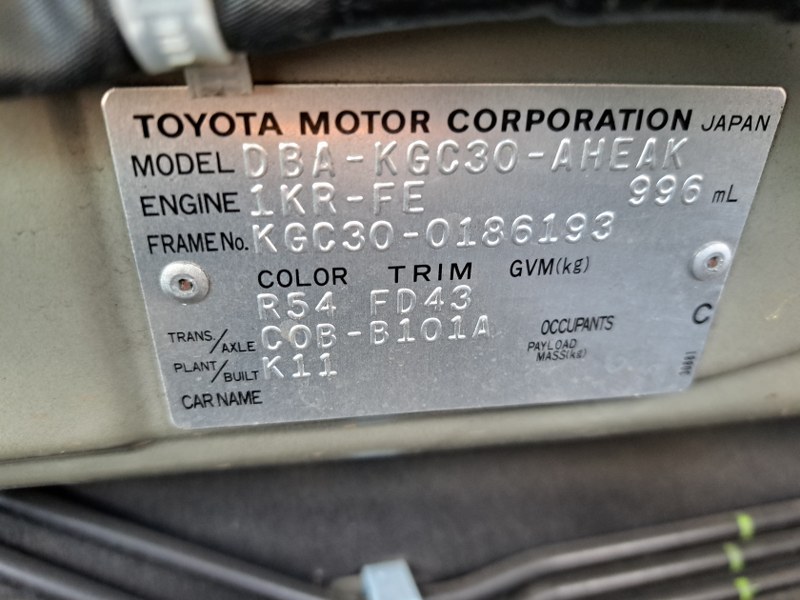 TOYOTA MOTOR CORPORATION JAPAN
MODEL DBA-KGC30-AHEAK
ENGINE 1KR-FE 996 mL
FRAME No. KGC30-0186193
COLOR TRIM GVM(kg)
R54 FD43 C
TRANS/AXLE C0B-B101A OCCUPANTS
PLANT/BUILT K11 PAYLOAD MASS(kg)
CAR NAME